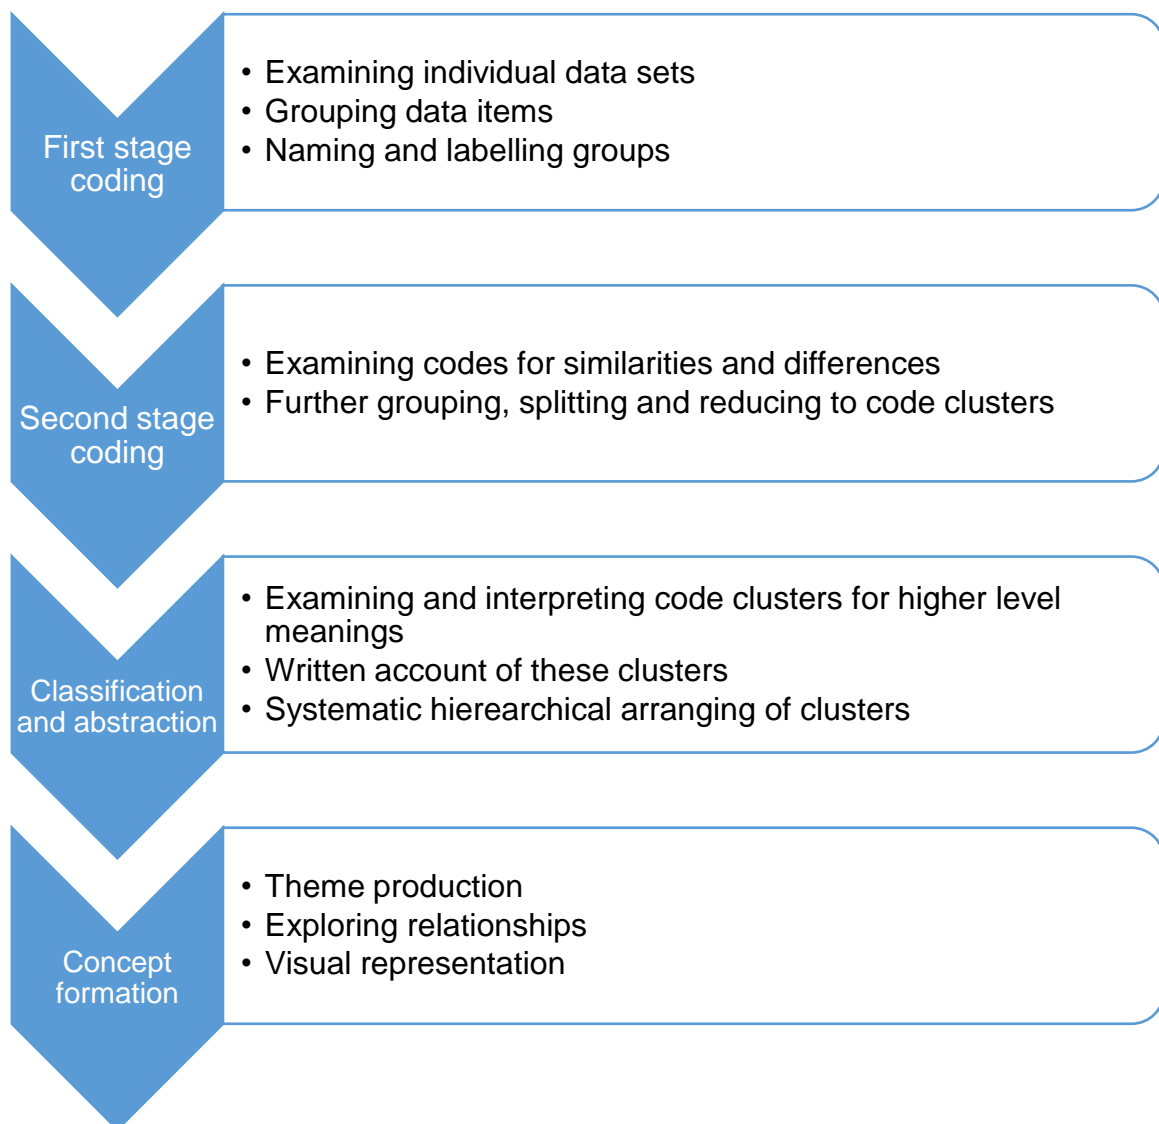 First stage
coding
• Examining individual data sets
• Grouping data items
• Naming and labelling groups
Second stage
coding
• Examining codes for similarities and differences
• Further grouping, splitting and reducing to code clusters
Classification
and abstraction
• Examining and interpreting code clusters for higher level
meanings
• Written account of these clusters
• Systematic hierearchical arranging of clusters
Concept
formation
• Theme production
• Exploring relationships
• Visual representation